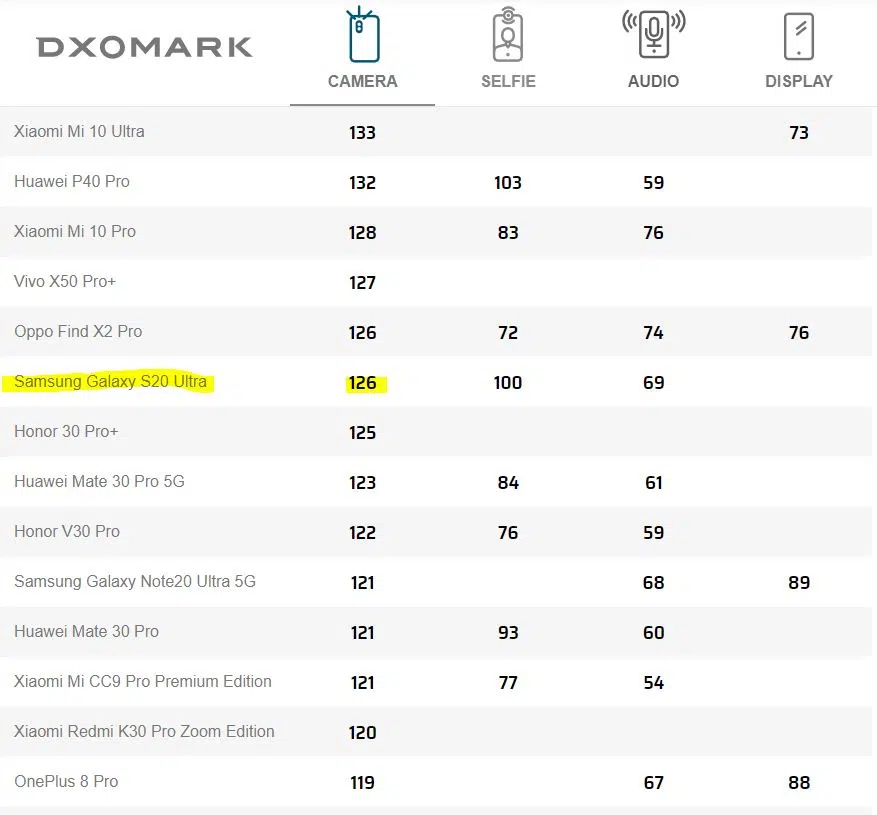 DXOMARK
CAMERA SELFIE AUDIO DISPLAY
Xiaomi Mi 10 Ultra 133 73
Huawei P40 Pro 132 103 59
Xiaomi Mi 10 Pro 128 83 76
Vivo X50 Pro+ 127
Oppo Find X2 Pro 126 72 74 76
Samsung Galaxy S20 Ultra 126 100 69
Honor 30 Pro+ 125
Huawei Mate 30 Pro 5G 123 84 61
Honor V30 Pro 122 76 59
Samsung Galaxy Note20 Ultra 5G 121 68 89
Huawei Mate 30 Pro 121 93 60
Xiaomi Mi CC9 Pro Premium Edition 121 77 54
Xiaomi Redmi K30 Pro Zoom Edition 120
OnePlus 8 Pro 119 67 88